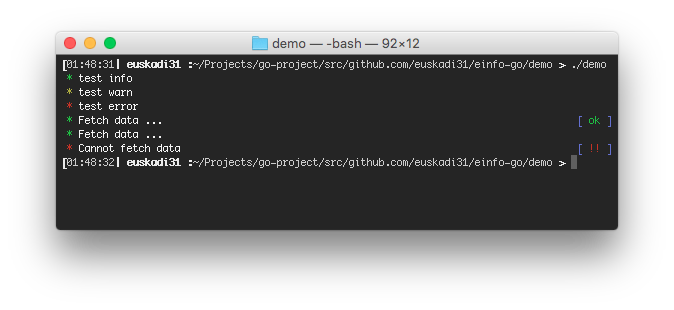 demo — -bash — 92×12
[01:48:31] euskadi31 :~/Projects/go-project/src/github.com/euskadi31/einfo-go/demo > ./demo
* test info
* test warn
* test error
* Fetch data ... [ ok ]
* Fetch data ...
* Cannot fetch data [ !! ]
[01:48:32] euskadi31 :~/Projects/go-project/src/github.com/euskadi31/einfo-go/demo >